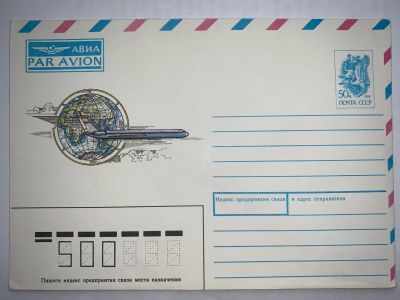 АВИА
PAR AVION
50к
ПОЧТА СССР
Индекс предприятия связи и адрес отправителя
500
Пишите индекс предприятия связи места назначения